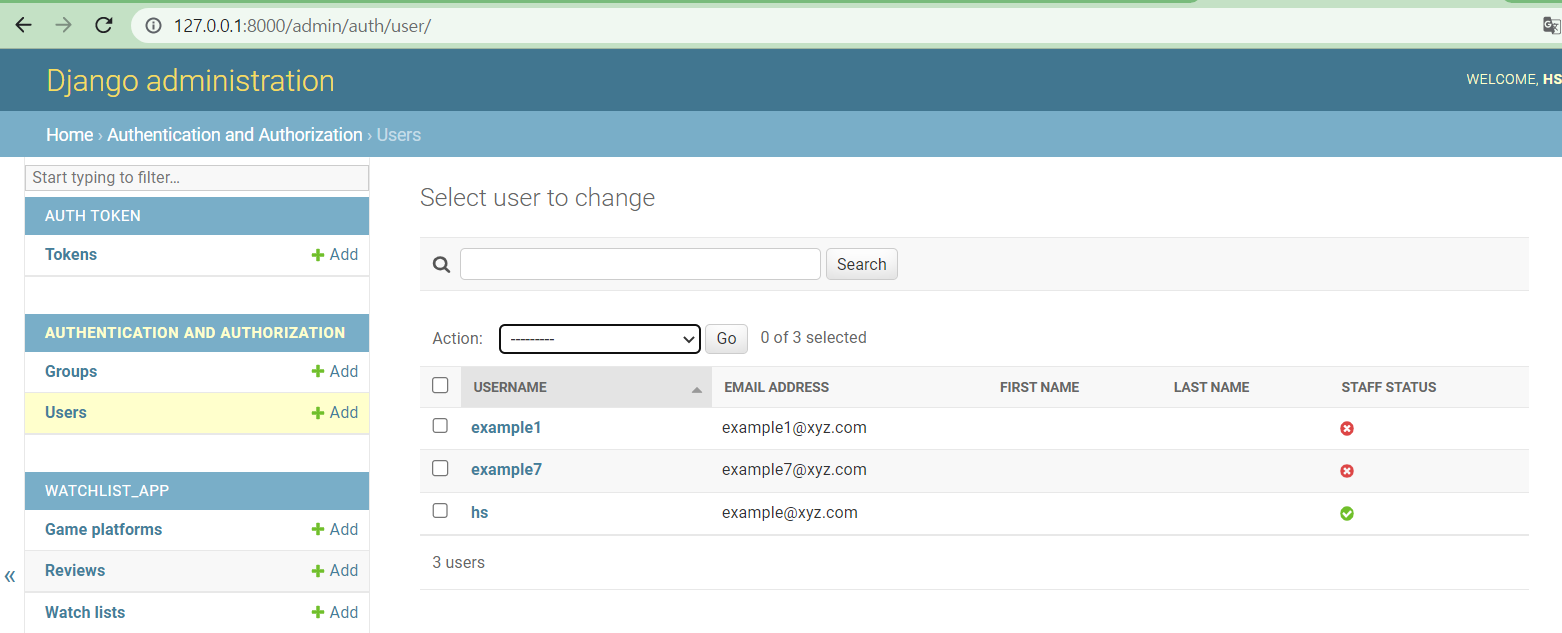 127.0.0.1:8000/admin/auth/user/
Django administration
WELCOME, HS
Home › Authentication and Authorization › Users
Start typing to filter...
AUTH TOKEN
Tokens + Add
AUTHENTICATION AND AUTHORIZATION
Groups + Add
Users + Add
WATCHLIST_APP
Game platforms + Add
Reviews + Add
Watch lists + Add
«
Select user to change
Search
Action: --------- Go 0 of 3 selected
USERNAME EMAIL ADDRESS FIRST NAME LAST NAME STAFF STATUS
example1 example1@xyz.com
example7 example7@xyz.com
hs example@xyz.com
3 users